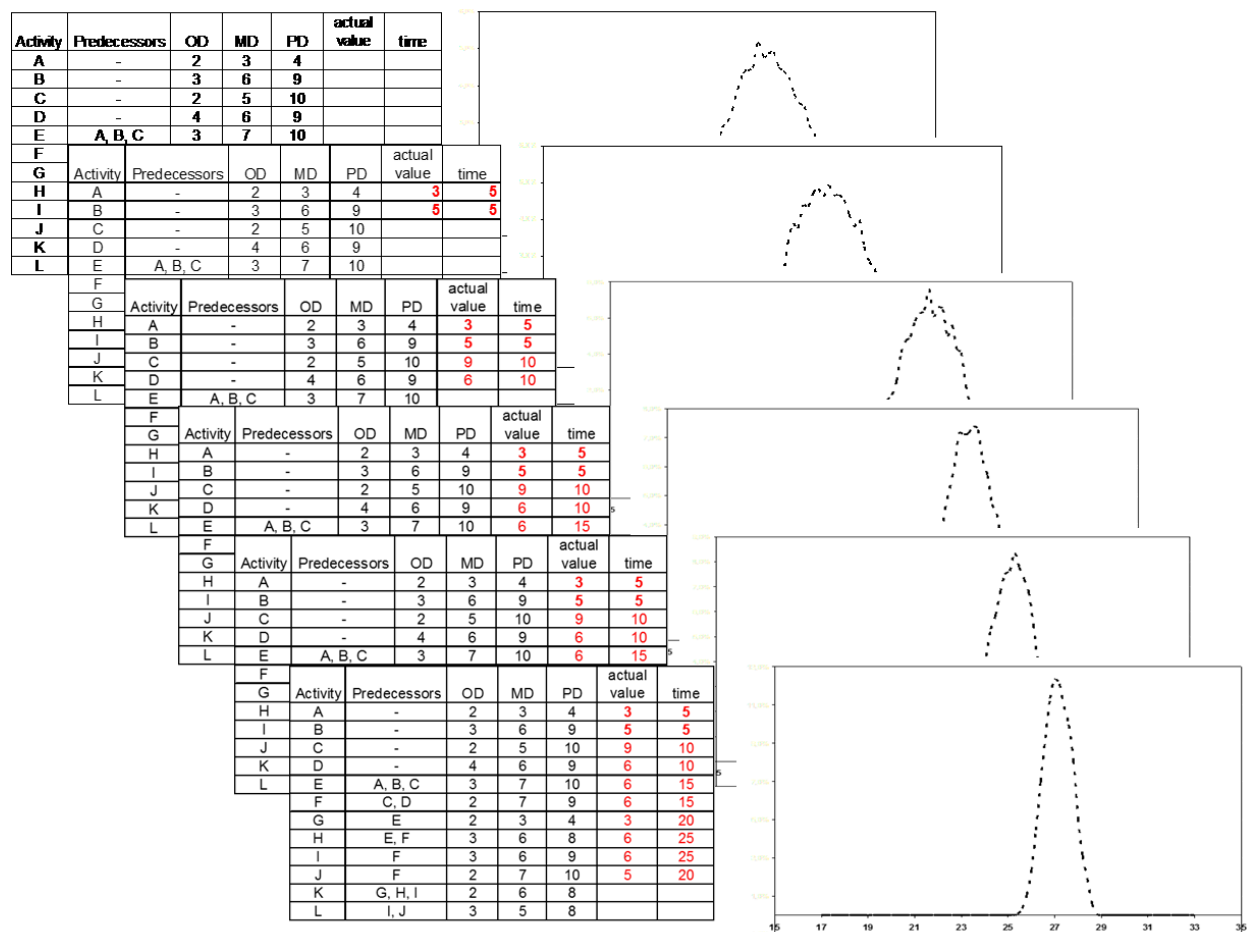 Activity Predecessors OD MD PD actual value time
A - 2 3 4
B - 3 6 9
C - 2 5 10
D - 4 6 9
E A, B, C 3 7 10
F
G
H
I
J
K
L
Activity Predecessors OD MD PD actual value time
A - 2 3 4 3 5
B - 3 6 9 5 5
C - 2 5 10
D - 4 6 9
E A, B, C 3 7 10
F
G
H
I
J
K
L
Activity Predecessors OD MD PD actual value time
A - 2 3 4 3 5
B - 3 6 9 5 5
C - 2 5 10 9 10
D - 4 6 9 6 10
E A, B, C 3 7 10
F
G
H
I
J
K
L
Activity Predecessors OD MD PD actual value time
A - 2 3 4 3 5
B - 3 6 9 5 5
C - 2 5 10 9 10
D - 4 6 9 6 10
E A, B, C 3 7 10 6 15
F
G
H
I
J
K
L
Activity Predecessors OD MD PD actual value time
A - 2 3 4 3 5
B - 3 6 9 5 5
C - 2 5 10 9 10
D - 4 6 9 6 10
E A, B, C 3 7 10 6 15
F
G
H
I
J
K
L
Activity Predecessors OD MD PD actual value time
A - 2 3 4 3 5
B - 3 6 9 5 5
C - 2 5 10 9 10
D - 4 6 9 6 10
E A, B, C 3 7 10 6 15
F C, D 2 7 9 6 15
G E 2 3 4 3 20
H E, F 3 6 8 6 25
I F 3 6 9 6 25
J F 2 7 10 5 20
K G, H, I 2 6 8
L I, J 3 5 8
5
5
5
15 17 19 21 23 25 27 29 31 33 35